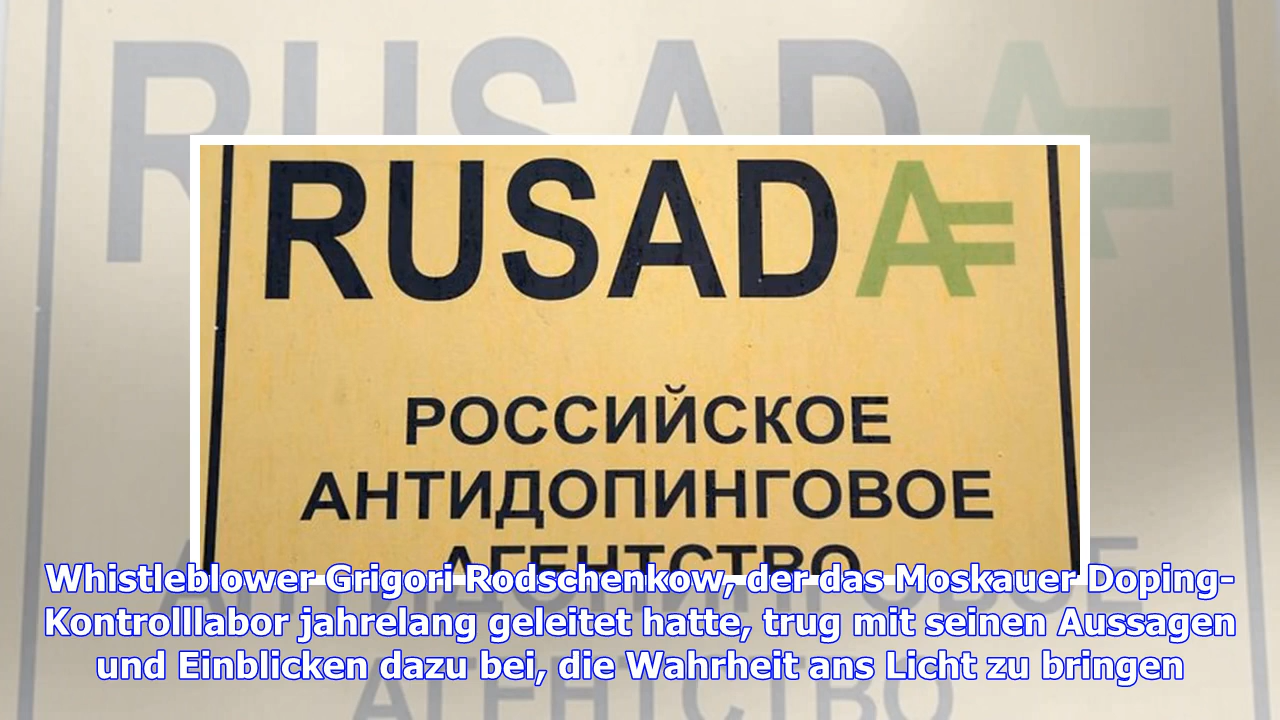 RUSADA
РОССИЙСКОЕ
АНТИДОПИНГОВОЕ
АГЕНТСТВО
Whistleblower Grigori Rodschenkow, der das Moskauer Doping-
Kontrolllabor jahrelang geleitet hatte, trug mit seinen Aussagen
und Einblicken dazu bei, die Wahrheit ans Licht zu bringen